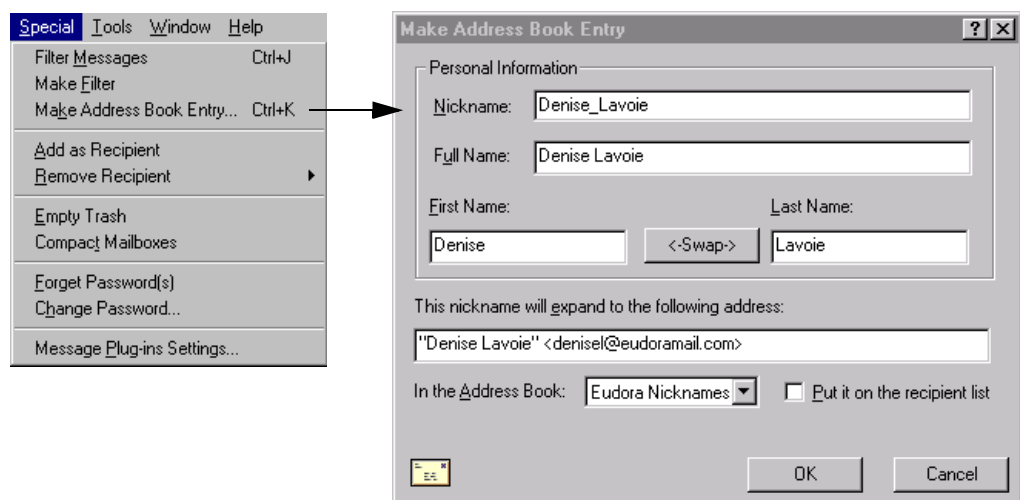 Special Tools Window Help
Filter Messages Ctrl+J
Make Filter
Make Address Book Entry... Ctrl+K
Add as Recipient
Remove Recipient
Empty Trash
Compact Mailboxes
Forget Password(s)
Change Password...
Message Plug-ins Settings...
Make Address Book Entry
Personal Information
Nickname: Denise_Lavoie
Full Name: Denise Lavoie
First Name: Last Name:
Denise <-Swap-> Lavoie
This nickname will expand to the following address:
"Denise Lavoie" <denisel@eudoramail.com>
In the Address Book: Eudora Nicknames Put it on the recipient list
OK Cancel